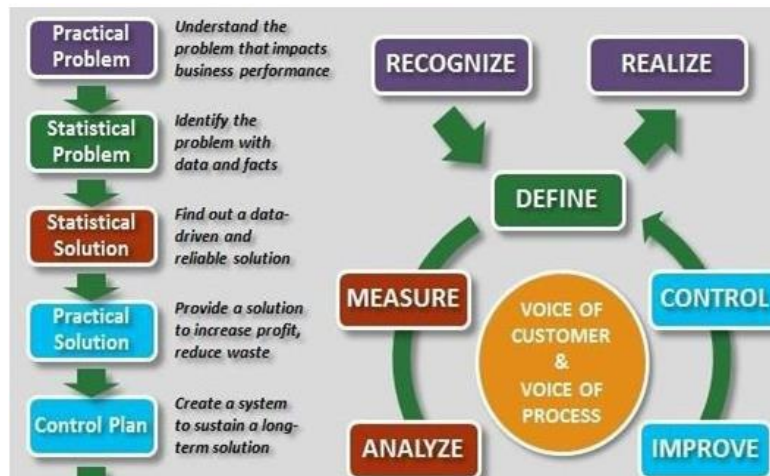 Practical
Problem
Understand the
problem that impacts
business performance
Statistical
Problem
Identify the
problem with
data and facts
Statistical
Solution
Find out a data-
driven and
reliable solution
Practical
Solution
Provide a solution
to increase profit,
reduce waste
Control Plan
Create a system
to sustain a long-
term solution
RECOGNIZE
REALIZE
DEFINE
MEASURE
CONTROL
VOICE OF
CUSTOMER
&
VOICE OF
PROCESS
ANALYZE
IMPROVE